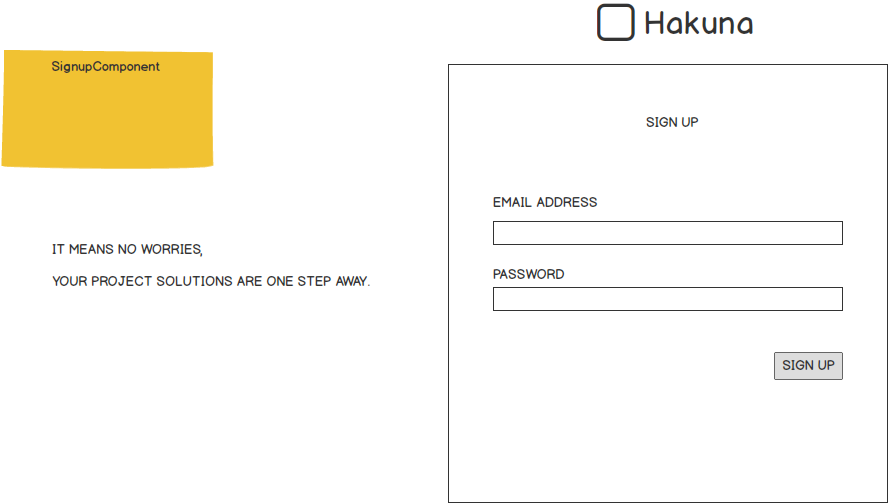 Hakuna
SignupComponent
IT MEANS NO WORRIES,
YOUR PROJECT SOLUTIONS ARE ONE STEP AWAY.
SIGN UP
EMAIL ADDRESS
PASSWORD
SIGN UP